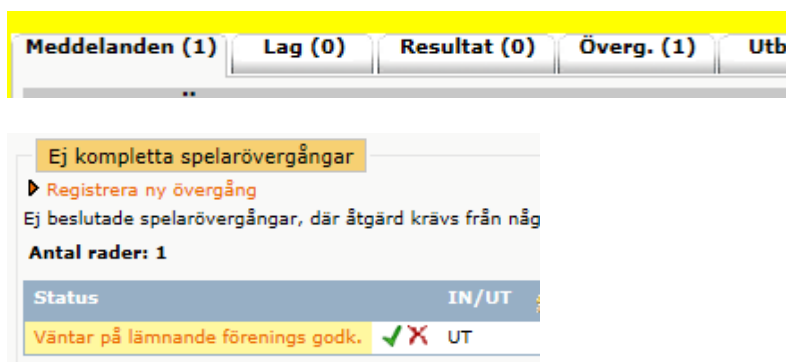 Meddelanden (1) Lag (0) Resultat (0) Överg. (1) Utb
Ej kompletta spelarövergångar
Registrera ny övergång
Ej beslutade spelarövergångar, där åtgärd krävs från någ
Antal rader: 1
Status IN/UT
Väntar på lämnande förenings godk. UT